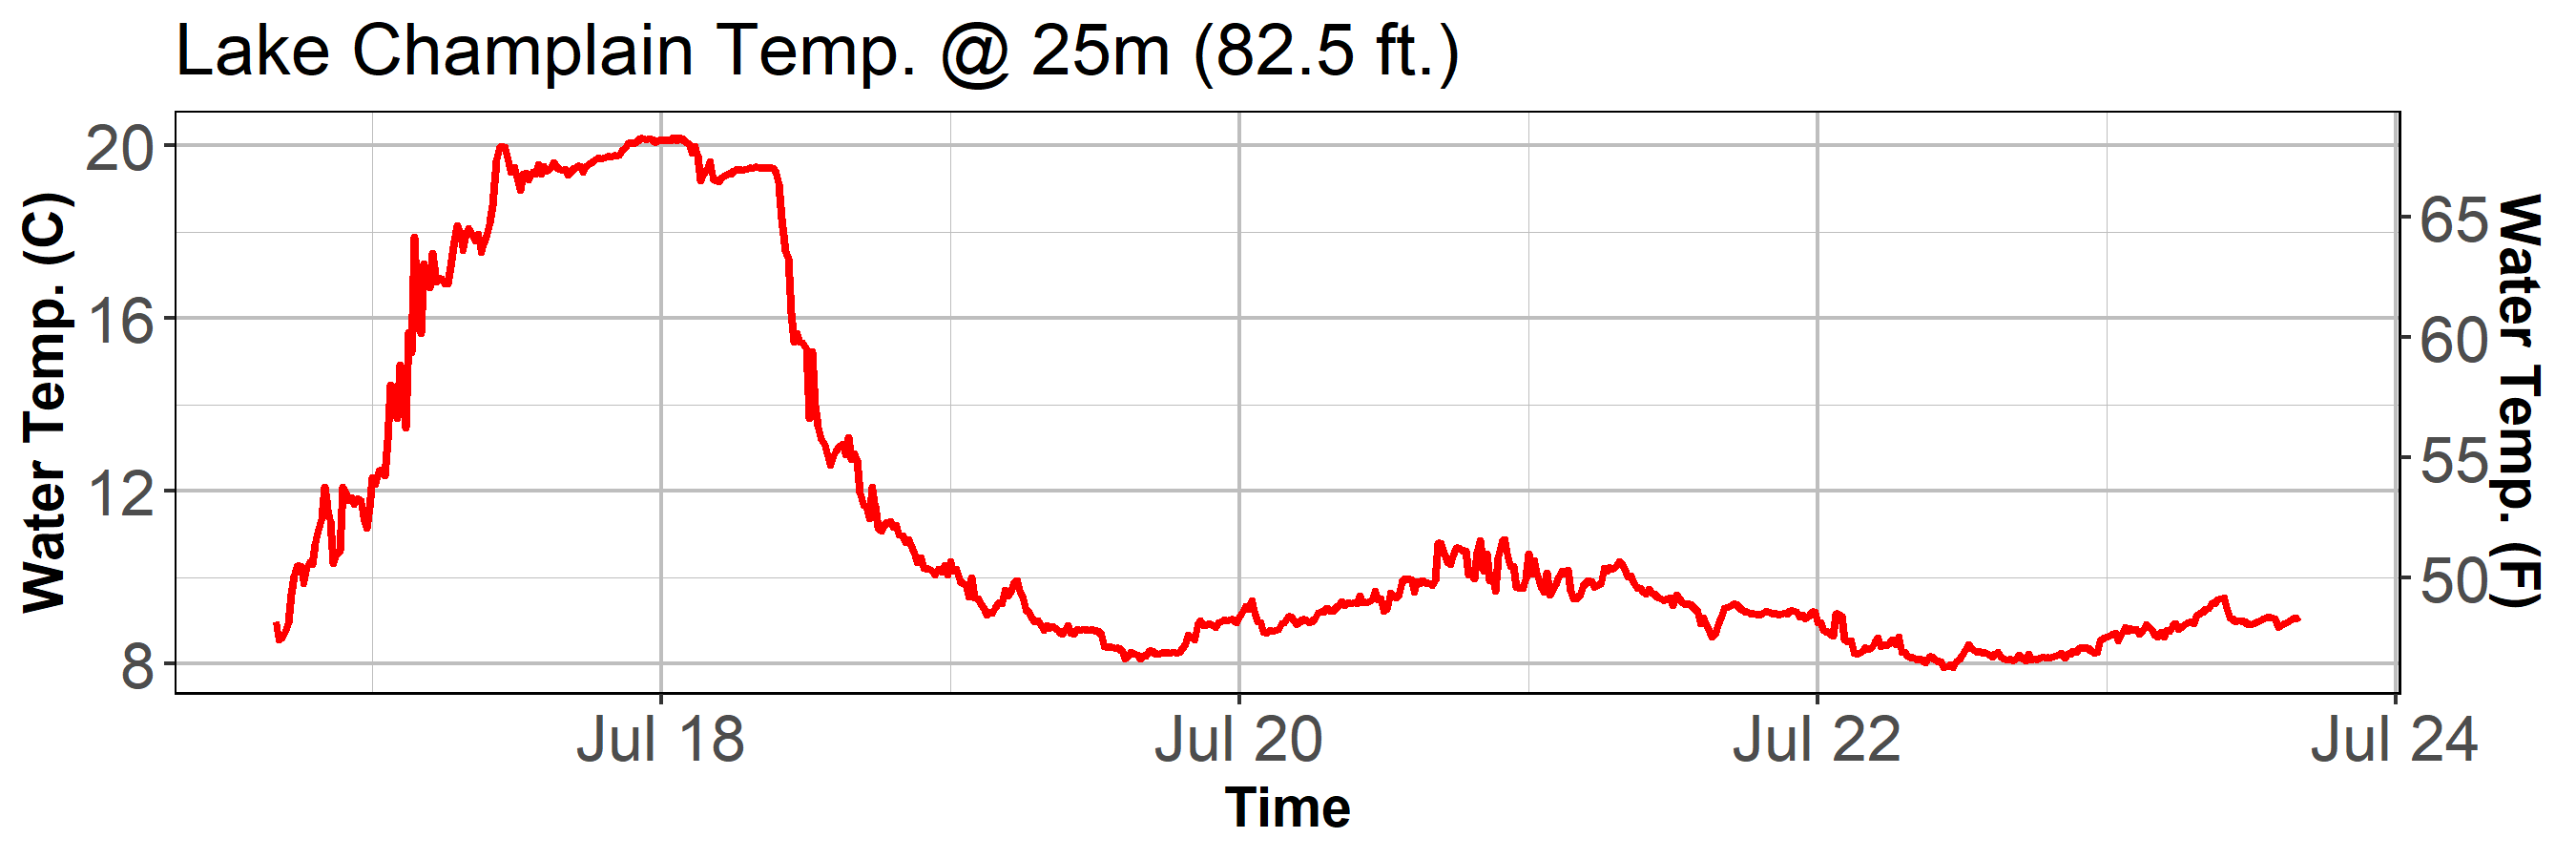 Lake Champlain Temp. @ 25m (82.5 ft.)
Water Temp. (C)
20
16
12
8
65
60
55
50
Water Temp. (F)
Jul 18 Jul 20 Jul 22 Jul 24
Time